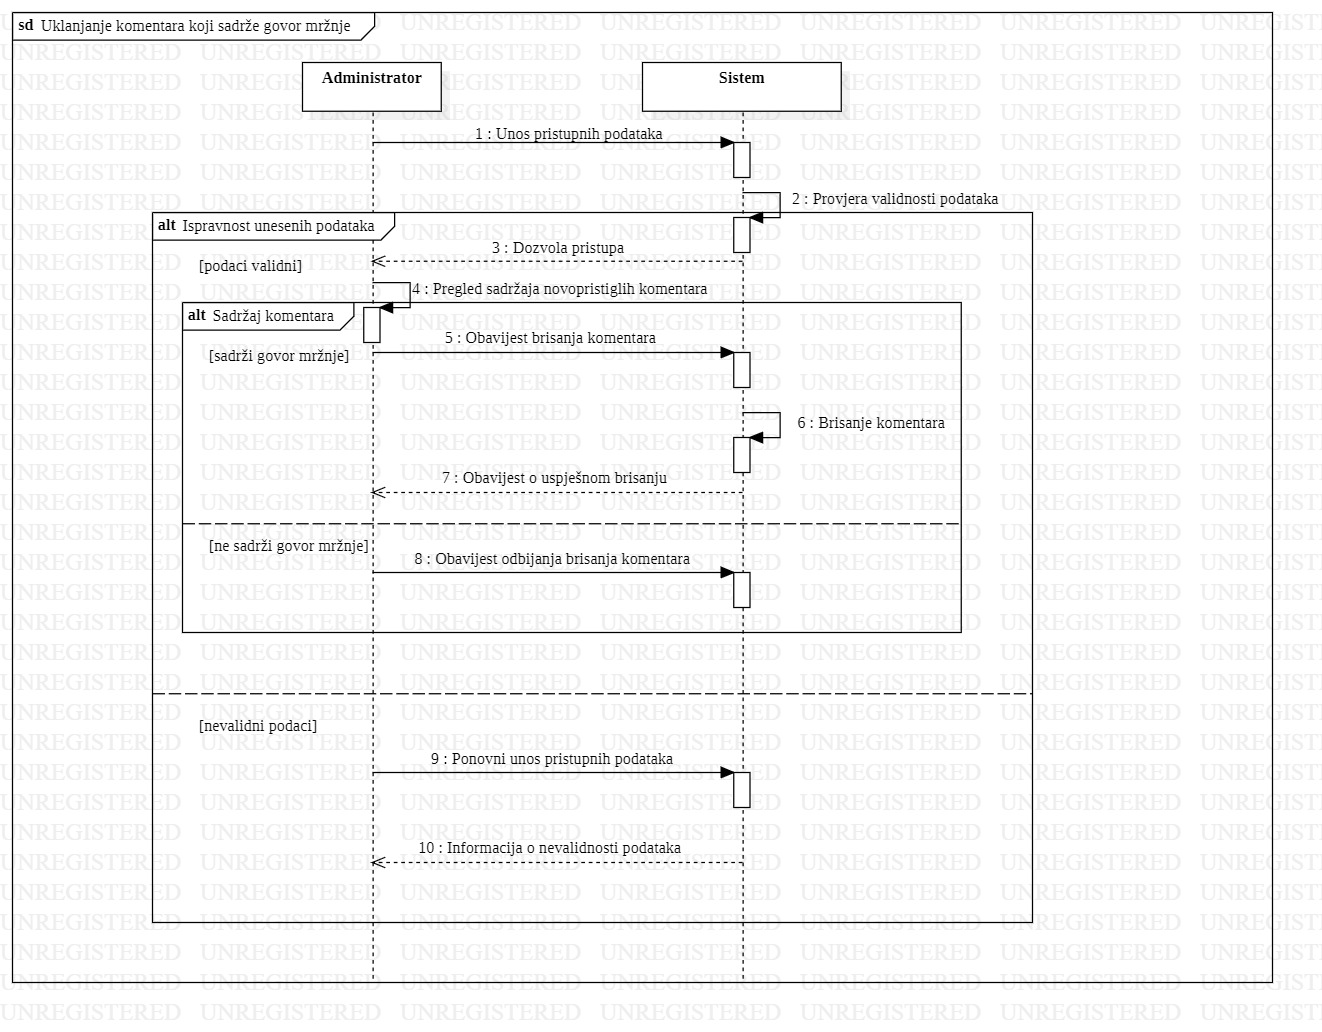 sd Uklanjanje komentara koji sadrže govor mržnje
Administrator
Sistem
1 : Unos pristupnih podataka
2 : Provjera validnosti podataka
alt Ispravnost unesenih podataka
3 : Dozvola pristupa
[podaci validni]
4 : Pregled sadržaja novopristiglih komentara
alt Sadržaj komentara
5 : Obavijest brisanja komentara
[sadrži govor mržnje]
6 : Brisanje komentara
7 : Obavijest o uspješnom brisanju
[ne sadrži govor mržnje]
8 : Obavijest odbijanja brisanja komentara
[nevalidni podaci]
9 : Ponovni unos pristupnih podataka
10 : Informacija o nevalidnosti podataka
UNREGISTERED